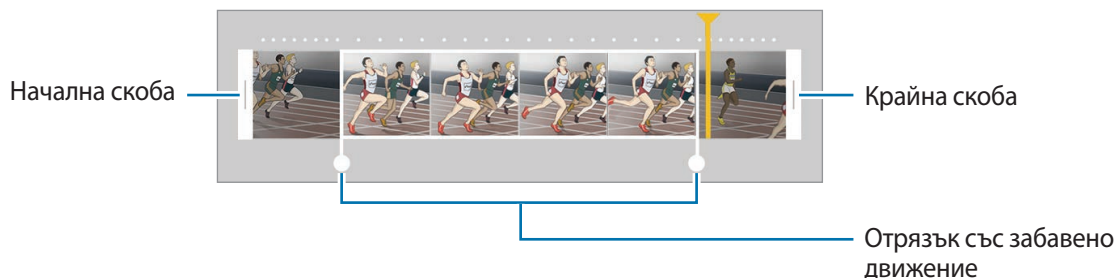 Начална скоба
Крайна скоба
Отрязък със забавено
движение